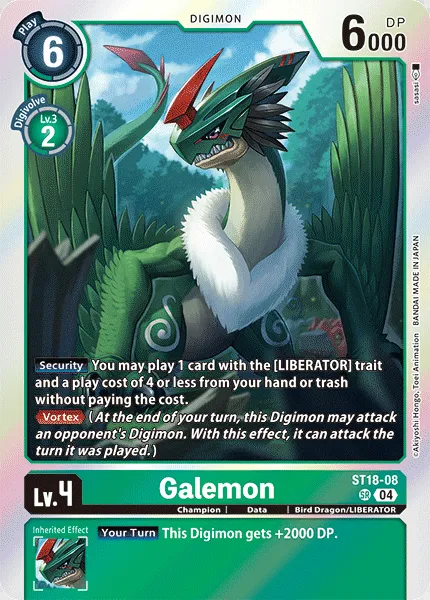 Play
6
DIGIMON
DP
6000
Digivolve
Lv.3
2
sasasi
Security You may play 1 card with the [LIBERATOR] trait
and a play cost of 4 or less from your hand or trash
without paying the cost.
Vortex (At the end of your turn, this Digimon may attack
an opponent's Digimon. With this effect, it can attack the
turn it was played.)
©Akiyoshi Hongo, Toei Animation BANDAI MADE IN JAPAN
Lv.4
Galemon
ST18-08
SR 04
Champion | Data | Bird Dragon/LIBERATOR
Inherited Effect
Your Turn This Digimon gets +2000 DP.